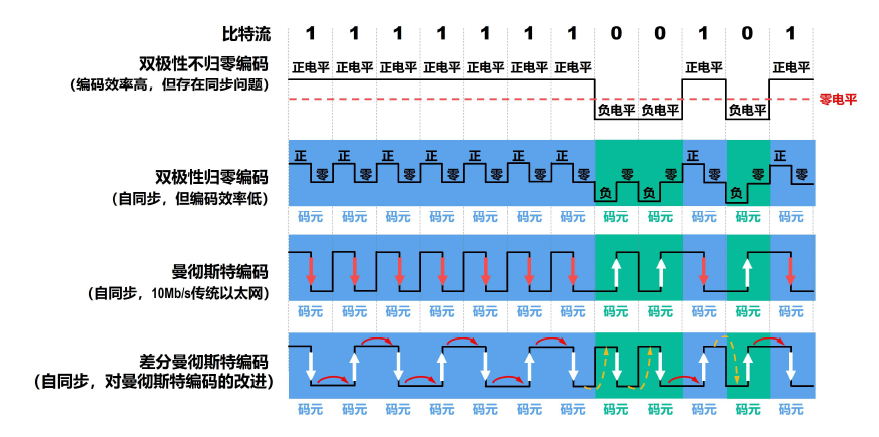 比特流 1 1 1 1 1 1 1 0 0 1 0 1
双极性不归零编码
(编码效率高，但存在同步问题)
正电平 正电平 正电平 正电平 正电平 正电平 正电平 正电平 正电平
零电平
负电平 负电平 负电平
双极性归零编码
(自同步，但编码效率低)
正 正 正 正 正 正 正 正 正
零 零 零 零 零 零 零 零 零 零 零 零
负 负 负
码元 码元 码元 码元 码元 码元 码元 码元 码元 码元 码元 码元
曼彻斯特编码
(自同步，10Mb/s传统以太网)
码元 码元 码元 码元 码元 码元 码元 码元 码元 码元 码元 码元
差分曼彻斯特编码
(自同步，对曼彻斯特编码的改进)
码元 码元 码元 码元 码元 码元 码元 码元 码元 码元 码元 码元